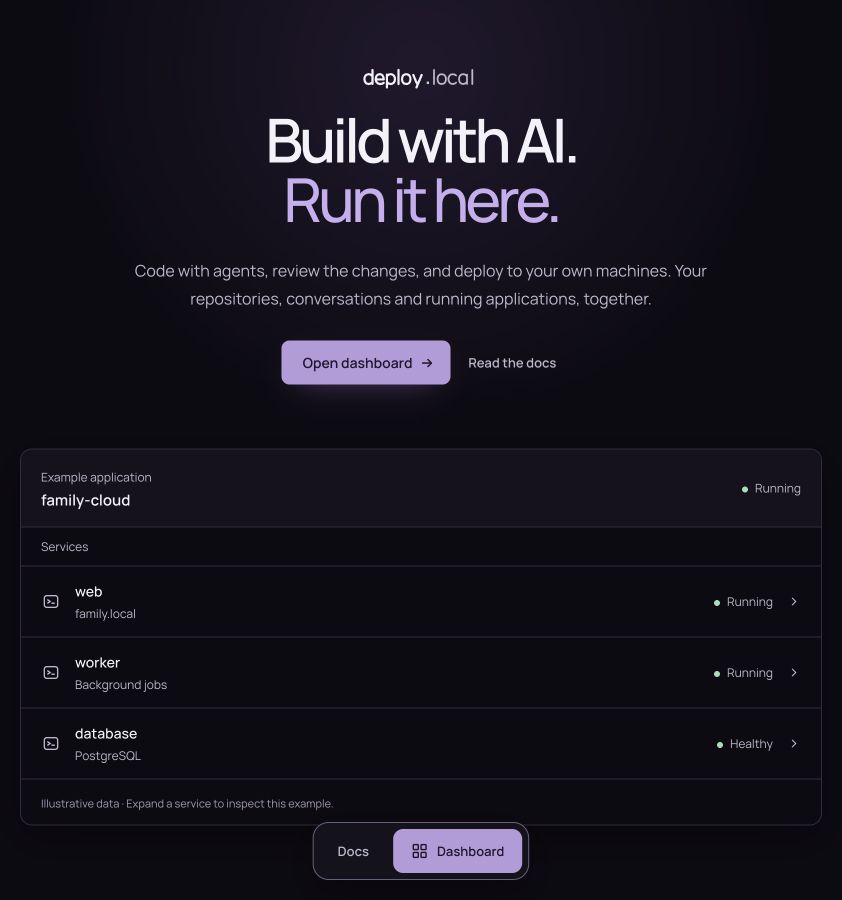 deploy.local
Build with AI.
Run it here.
Code with agents, review the changes, and deploy to your own machines. Your
repositories, conversations and running applications, together.
Open dashboard →
Read the docs
Example application
family-cloud
Running
Services
web
family.local
Running
worker
Background jobs
Running
database
PostgreSQL
Healthy
Illustrative data · Expand a service to inspect this example.
Docs
Dashboard